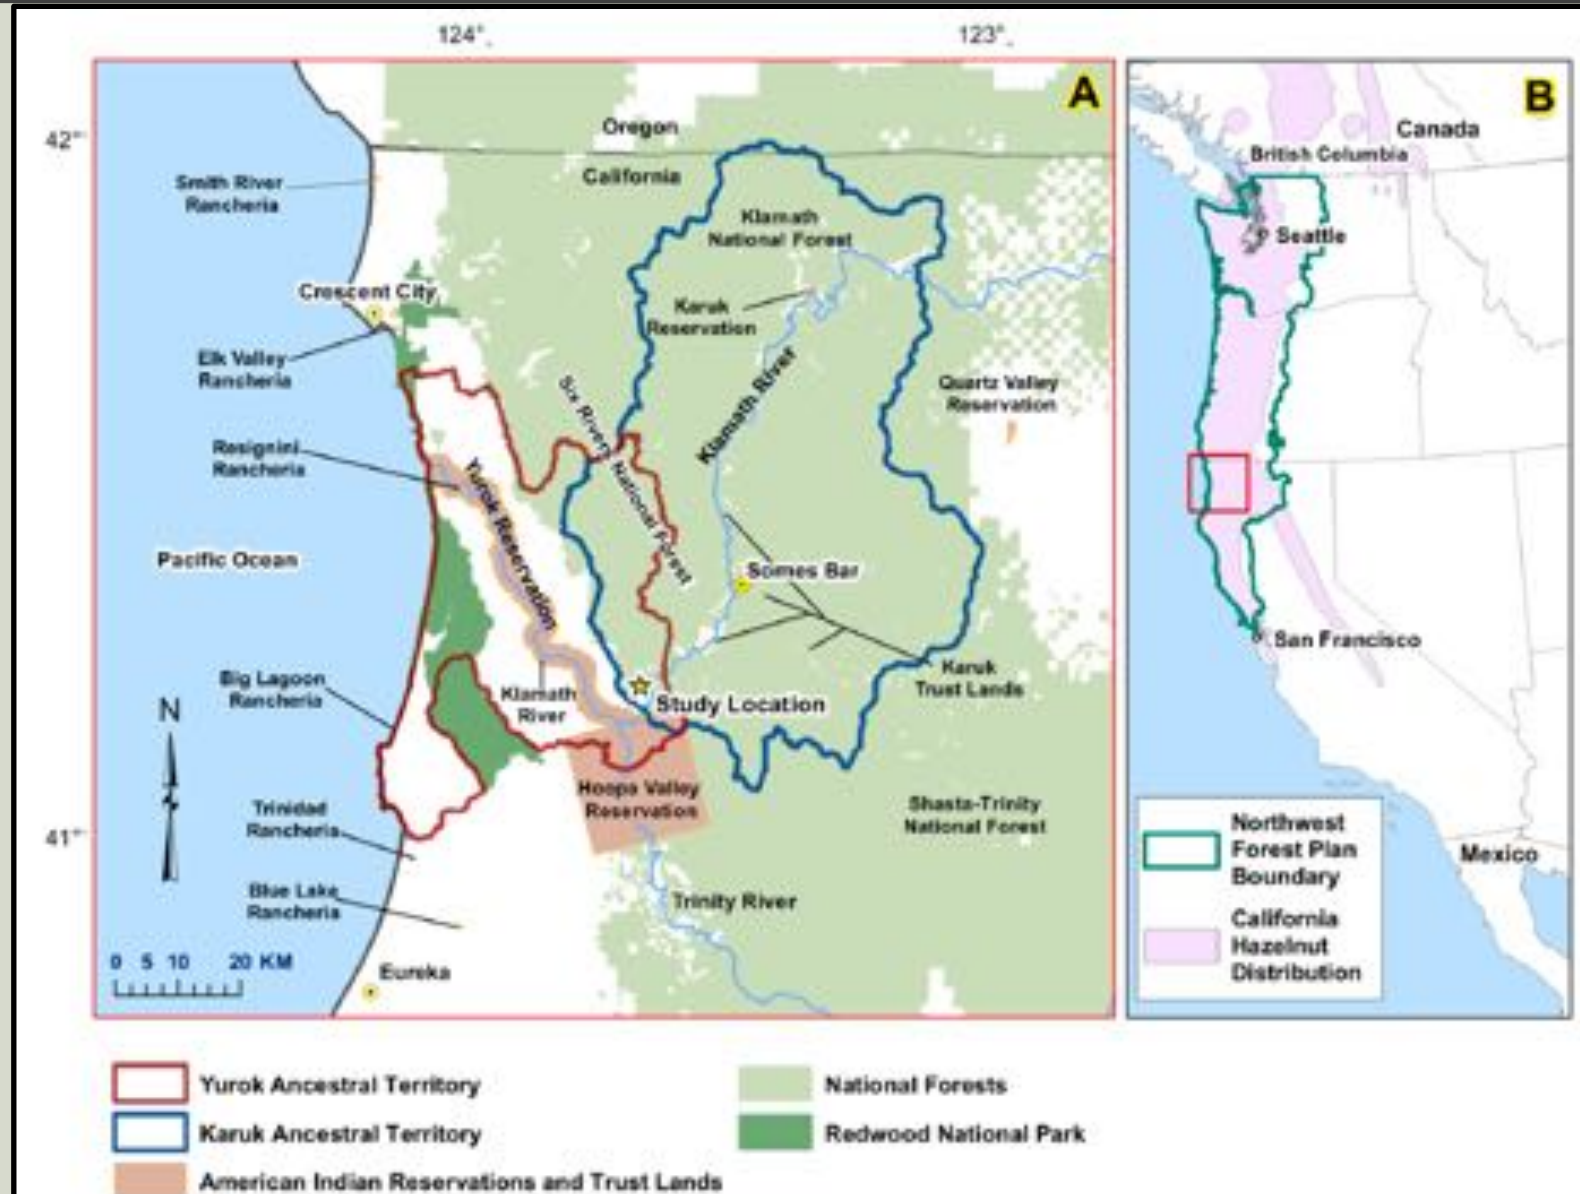 124°
123°
A
42°
Oregon
California
Smith River
Rancheria
Klamath
National Forest
Crescent City
Karuk
Reservation
Elk Valley
Rancheria
Klamath River
Quartz Valley
Reservation
Six Rivers National Forest
Resignini
Rancheria
Yurok Reservation
Pacific Ocean
Somes Bar
Karuk
Trust Lands
Big Lagoon
Rancheria
Klamath
River
Study Location
N
Hoopa Valley
Reservation
Trinidad
Rancheria
Shasta-Trinity
National Forest
41°
Blue Lake
Rancheria
Trinity River
0 5 10 20 KM
Eureka
B
Canada
British Columbia
Seattle
San Francisco
Mexico
Northwest
Forest Plan
Boundary
California
Hazelnut
Distribution
Yurok Ancestral Territory
Karuk Ancestral Territory
American Indian Reservations and Trust Lands
National Forests
Redwood National Park